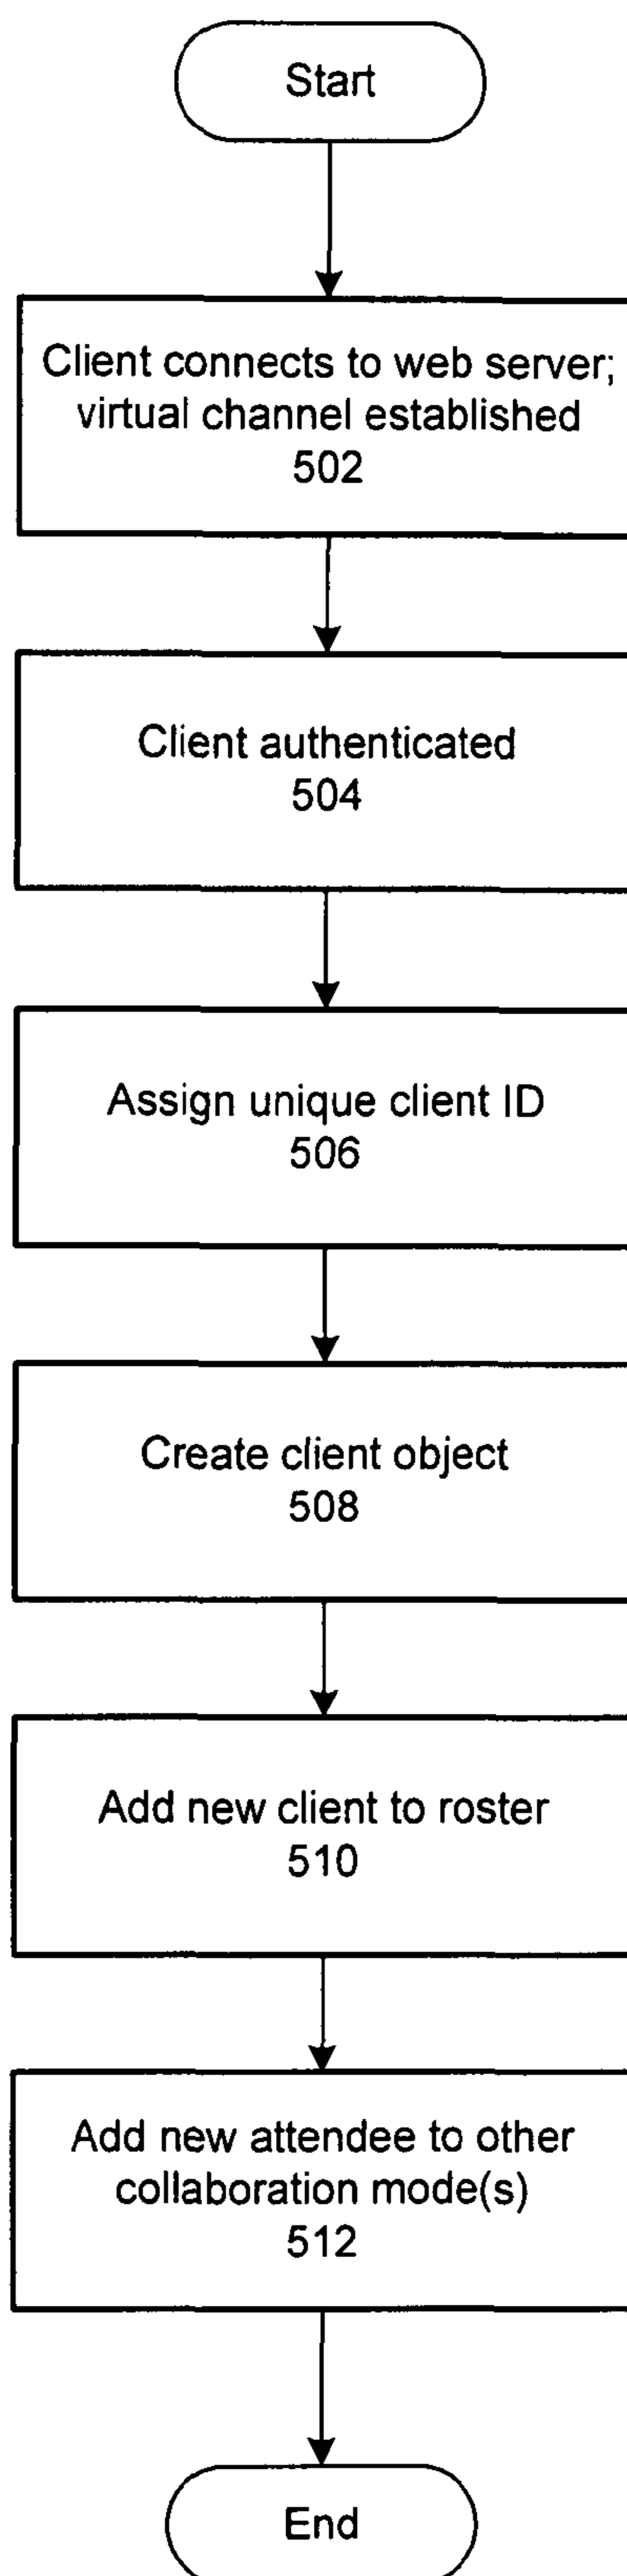 Start
Client connects to web server;
virtual channel established
502
Client authenticated
504
Assign unique client ID
506
Create client object
508
Add new client to roster
510
Add new attendee to other
collaboration mode(s)
512
End